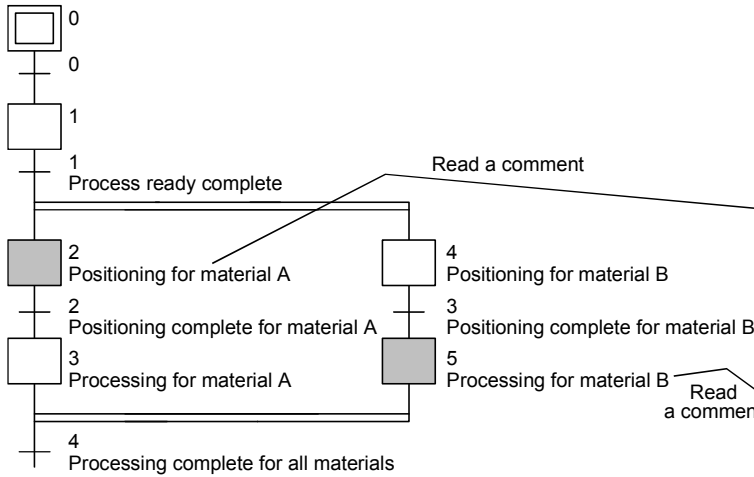 0
0
1
1
Process ready complete
Read a comment
2
Positioning for material A
4
Positioning for material B
2
Positioning complete for material A
3
Positioning complete for material B
3
Processing for material A
5
Processing for material B
Read
a commen
4
Processing complete for all materials